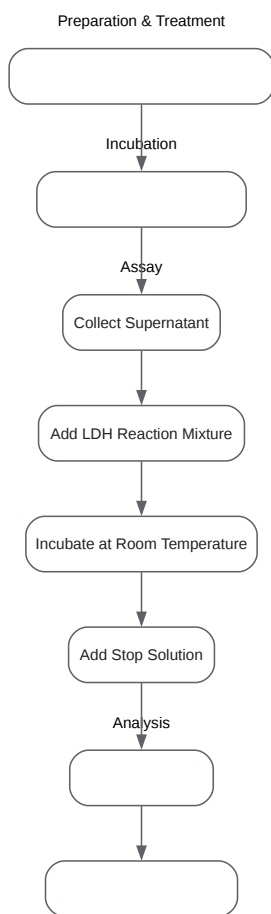 Preparation & Treatment
Incubation
Assay
Collect Supernatant
Add LDH Reaction Mixture
Incubate at Room Temperature
Add Stop Solution
Analysis